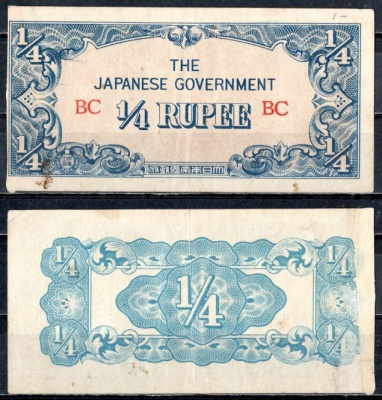 1/4 1/4
THE
JAPANESE GOVERNMENT
BC 1/4 RUPEE BC
1/4 1/4
1/4 1/4
1/4
1/4 1/4